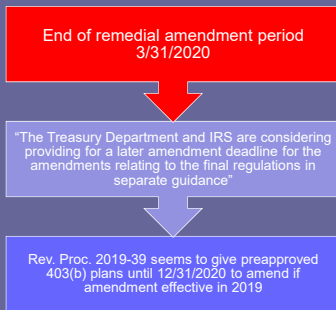 End of remedial amendment period
3/31/2020
“The Treasury Department and IRS are considering
providing for a later amendment deadline for the
amendments relating to the final regulations in
separate guidance”
Rev. Proc. 2019-39 seems to give preapproved
403(b) plans until 12/31/2020 to amend if
amendment effective in 2019